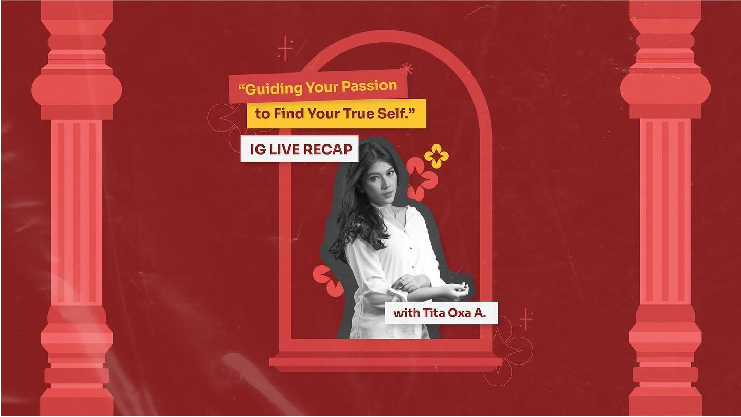 “Guiding Your Passion
to Find Your True Self.”
IG LIVE RECAP
with Tita Oxa A.